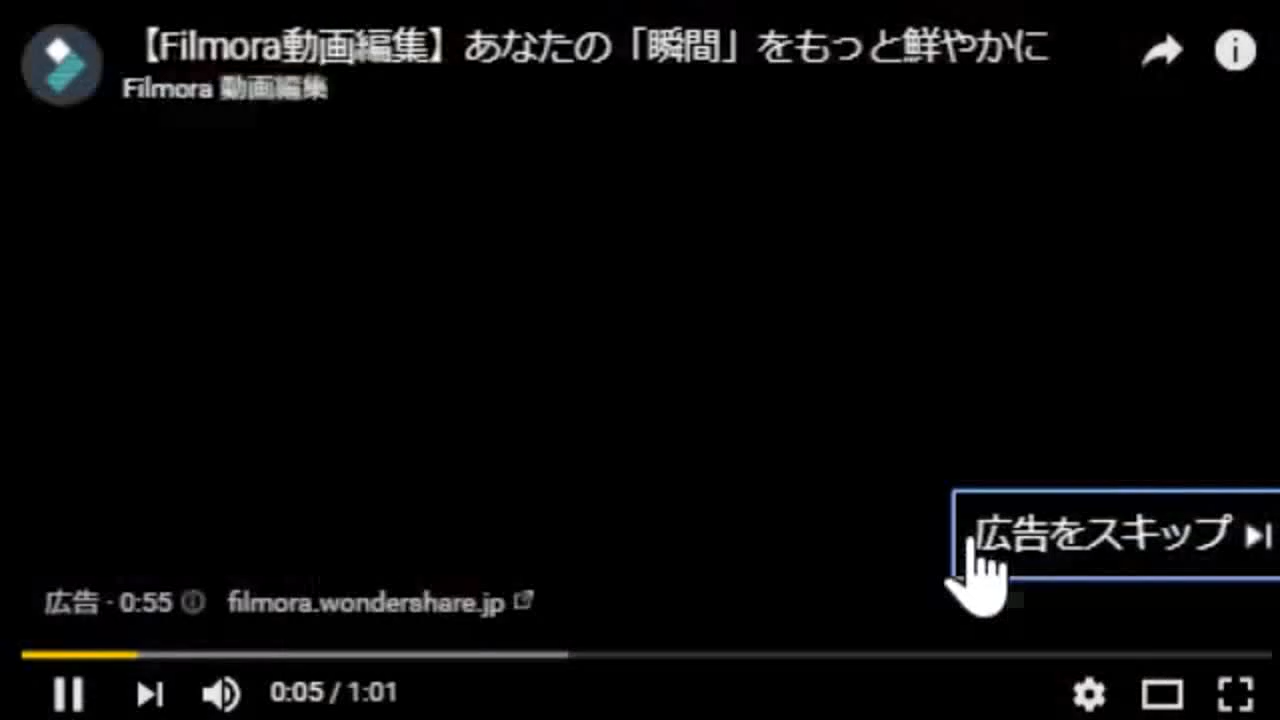 【Filmora動画編集】あなたの「瞬間」をもっと鮮やかに
Filmora 動画編集
広告をスキップ
広告 · 0:55 filmora.wondershare.jp
0:05 / 1:01